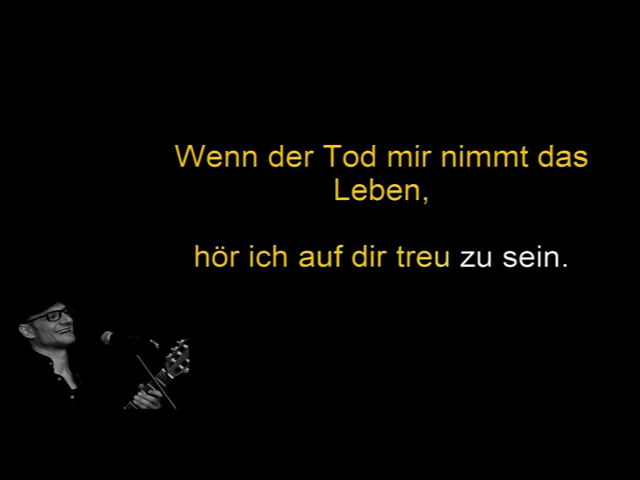 Wenn der Tod mir nimmt das
Leben,
hör ich auf dir treu zu sein.